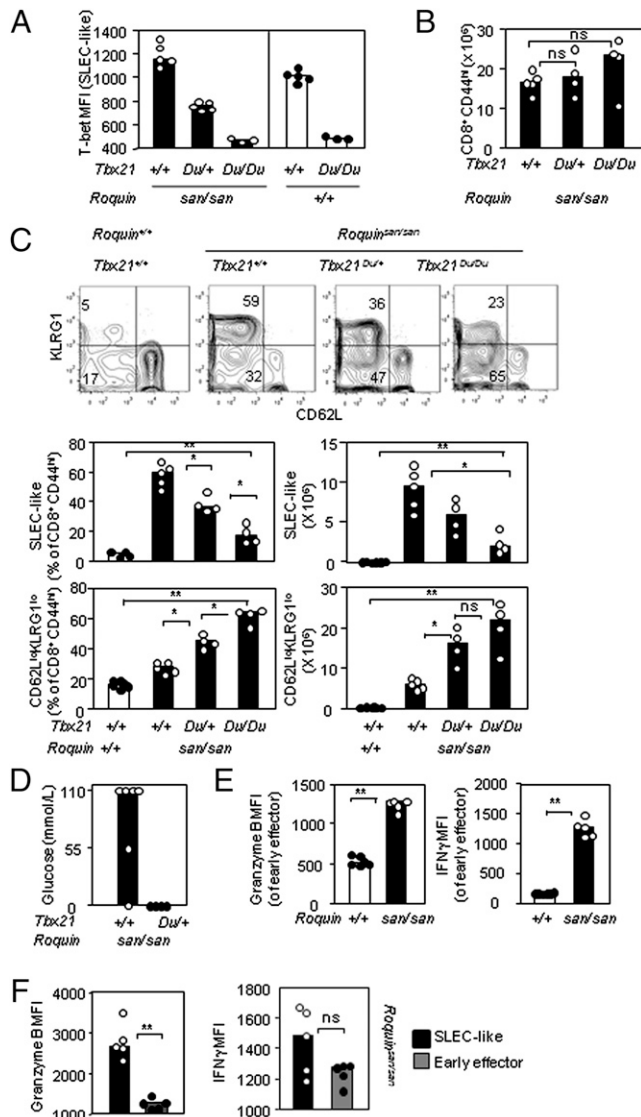 A
T-bet MFI (SLEC-like)
1400
1200
1000
800
600
400
Tbx21 +/+ Du/+ Du/Du +/+ Du/Du
Roquin san/san +/+
B
CD8+ CD44hi (x10⁶)
30
20
10
0
ns
ns
Tbx21 +/+ Du/+ Du/Du
Roquin san/san
C
Roquin+/+ Roquinsan/san
Tbx21+/+ Tbx21+/+ Tbx21Du/+ Tbx21Du/Du
KLRG1
5 59 36 23
17 32 47 65
CD62L
SLEC-like
(% of CD8+ CD44hi)
80
60
40
20
0
**
*
*
SLEC-like
(X10⁶)
15
10
5
0
**
*
CD62LloKLRG1lo
(% of CD8+ CD44hi)
80
60
40
20
0
**
*
*
CD62LloKLRG1lo
(X10⁶)
30
20
10
0
**
*
ns
Tbx21 +/+ +/+ Du/+ Du/Du
Roquin +/+ san/san
+/+ +/+ Du/+ Du/Du
+/+ san/san
D
Glucose (mmol/L)
110
55
0
Tbx21 +/+ Du/+
Roquin san/san
E
Granzyme B MFI
(of early effector)
1500
1000
500
0
**
Roquin +/+ san/san
IFNγ MFI
(of early effector)
1500
1000
500
0
**
+/+ san/san
F
Granzyme B MFI
4000
3000
2000
1000
**
IFNγ MFI
1800
1600
1400
1200
1000
ns
Roquinsan/san
SLEC-like
Early effector